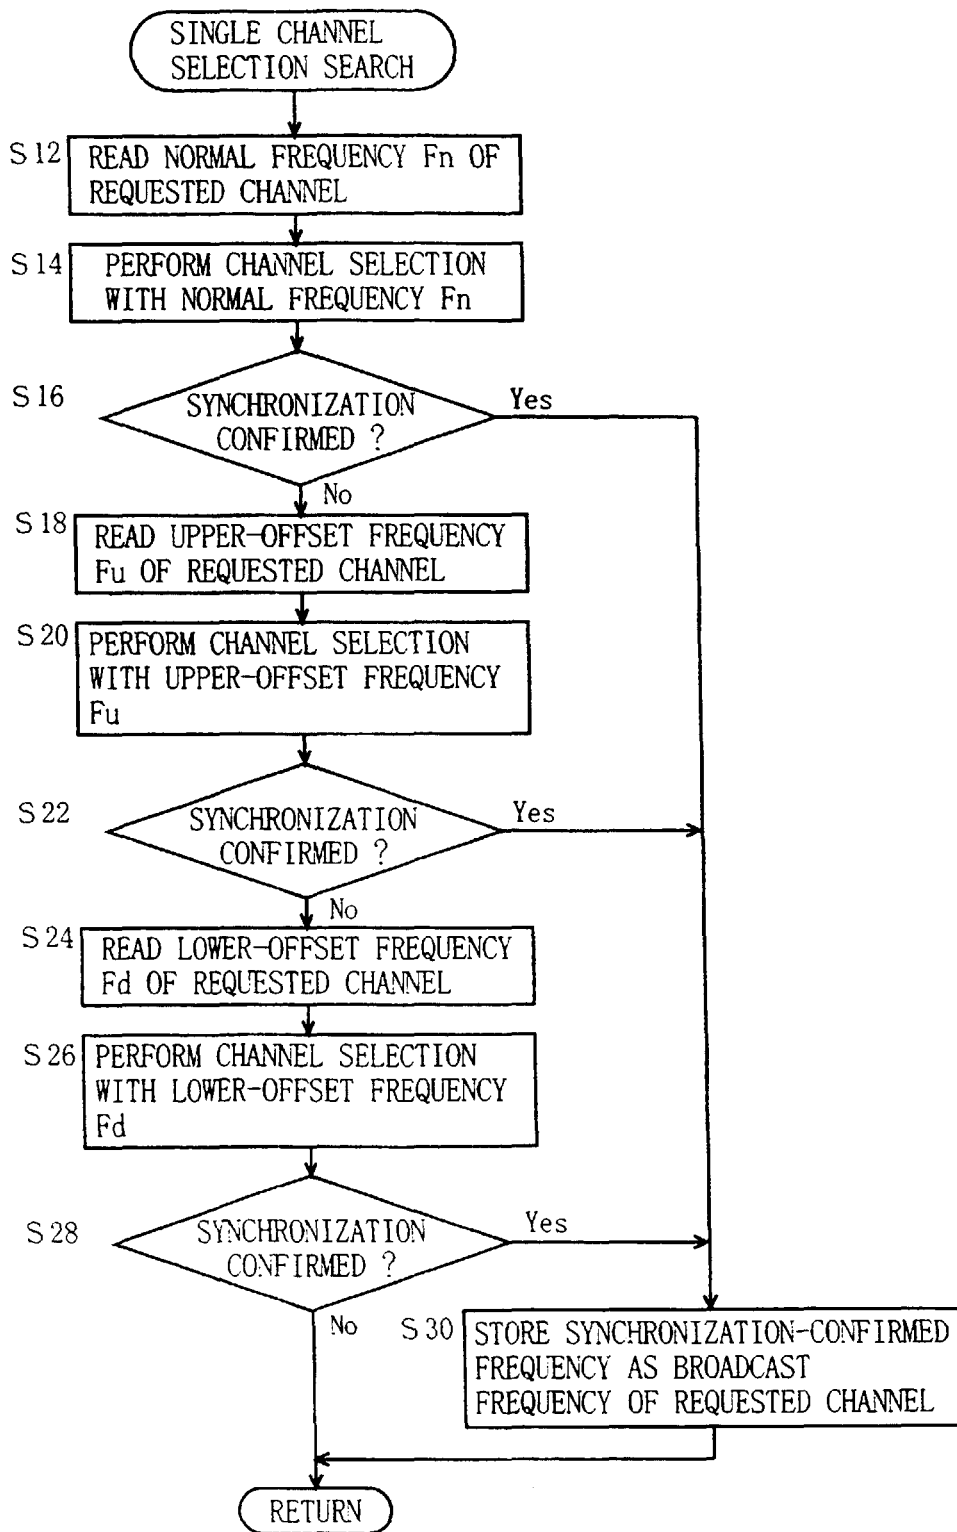 SINGLE CHANNEL
SELECTION SEARCH
S12
READ NORMAL FREQUENCY Fn OF
REQUESTED CHANNEL
S14
PERFORM CHANNEL SELECTION
WITH NORMAL FREQUENCY Fn
S16
SYNCHRONIZATION
CONFIRMED ?
Yes
No
S18
READ UPPER-OFFSET FREQUENCY
Fu OF REQUESTED CHANNEL
S20
PERFORM CHANNEL SELECTION
WITH UPPER-OFFSET FREQUENCY
Fu
S22
SYNCHRONIZATION
CONFIRMED ?
Yes
No
S24
READ LOWER-OFFSET FREQUENCY
Fd OF REQUESTED CHANNEL
S26
PERFORM CHANNEL SELECTION
WITH LOWER-OFFSET FREQUENCY
Fd
S28
SYNCHRONIZATION
CONFIRMED ?
Yes
No
S30
STORE SYNCHRONIZATION-CONFIRMED
FREQUENCY AS BROADCAST
FREQUENCY OF REQUESTED CHANNEL
RETURN